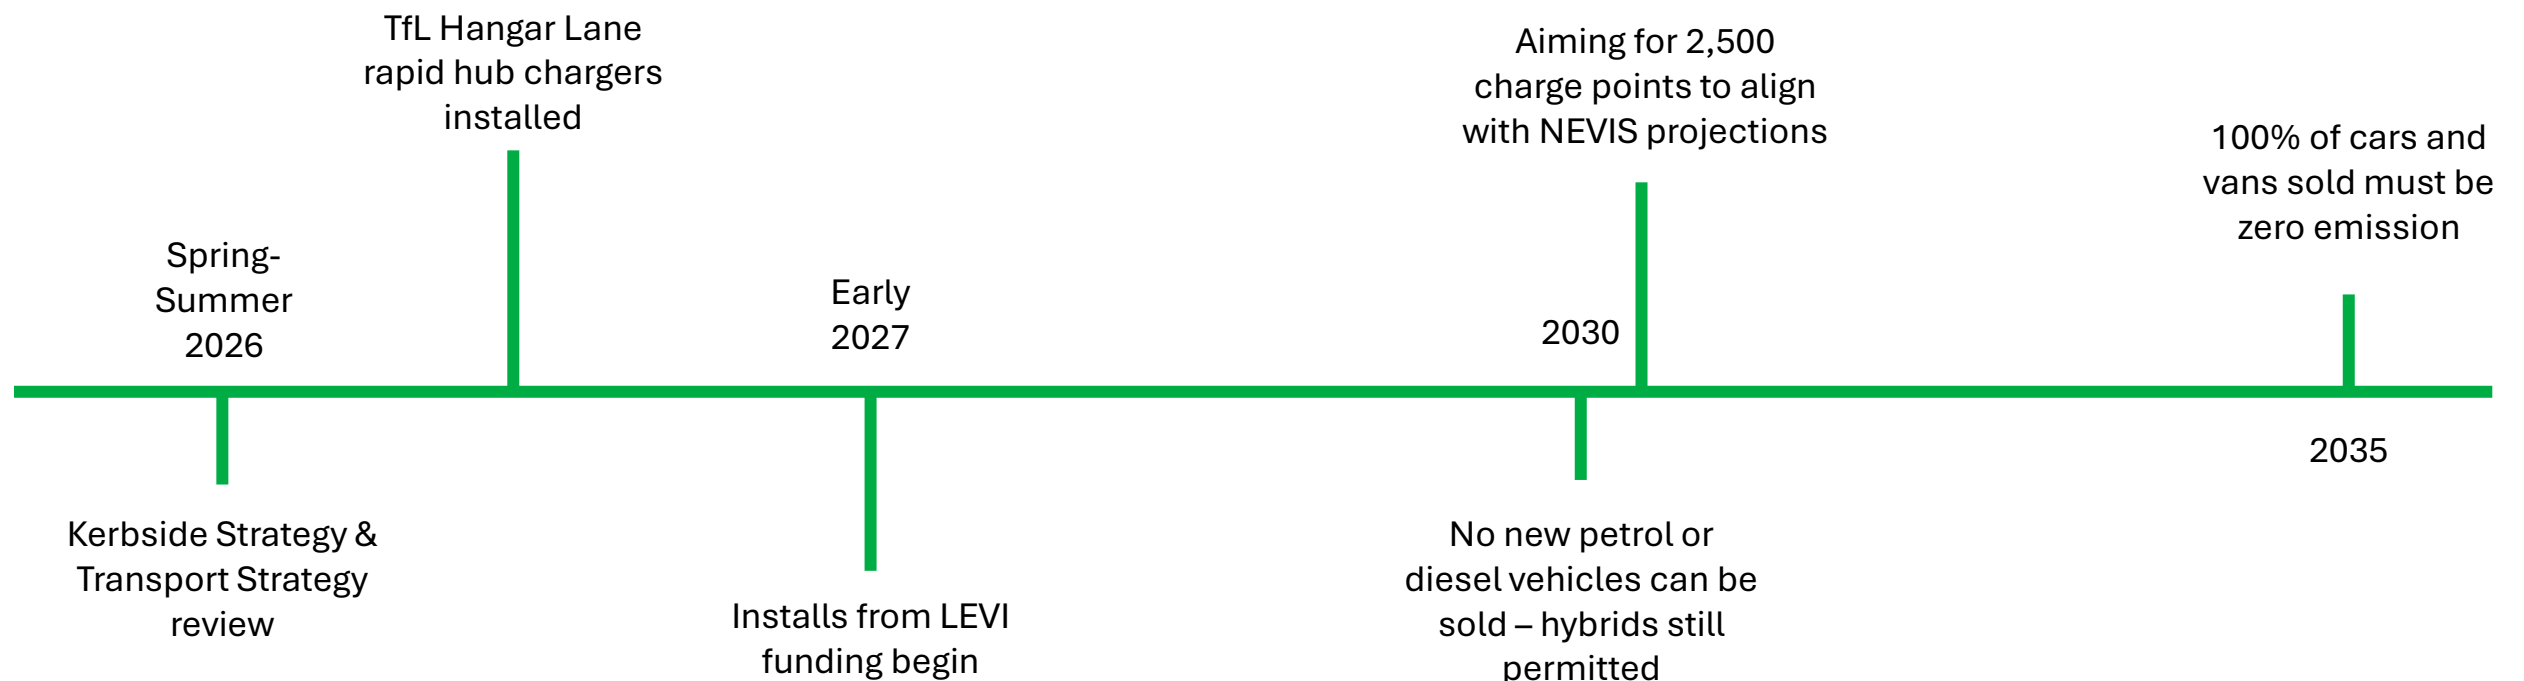 TfL Hangar Lane
rapid hub chargers
installed
Aiming for 2,500
charge points to align
with NEVIS projections
100% of cars and
vans sold must be
zero emission
Spring-
Summer
2026
Early
2027
2030
2035
Kerbside Strategy &
Transport Strategy
review
Installs from LEVI
funding begin
No new petrol or
diesel vehicles can be
sold – hybrids still
permitted